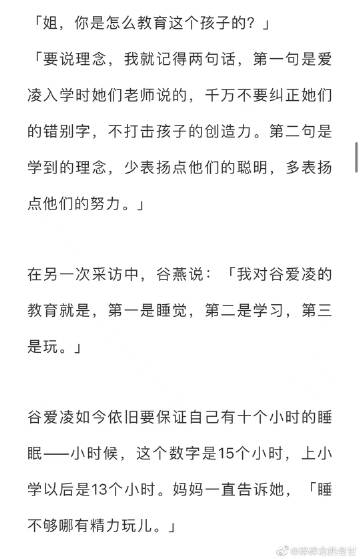 「姐，你是怎么教育这个孩子的？」
「要说理念，我就记得两句话，第一句是爱
凌入学时她们老师说的，千万不要纠正她们
的错别字，不打击孩子的创造力。第二句是
学到的理念，少表扬点他们的聪明，多表扬
点他们的努力。」
在另一次采访中，谷燕说：「我对谷爱凌的
教育就是，第一是睡觉，第二是学习，第三
是玩。」
谷爱凌如今依旧要保证自己有十个小时的睡
眠——小时候，这个数字是15个小时，上小
学以后是13个小时。妈妈一直告诉她，「睡
不够哪有精力玩儿。」